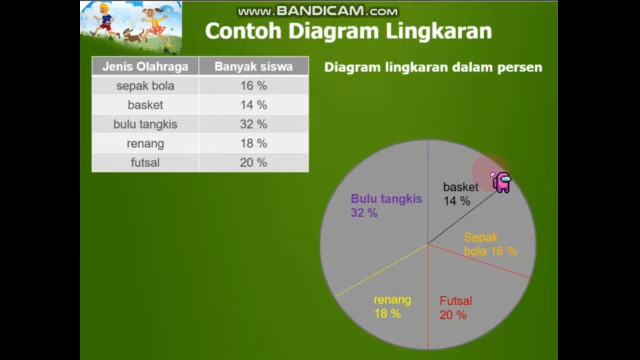 www.BANDICAM.com
Contoh Diagram Lingkaran
Jenis Olahraga Banyak siswa
sepak bola 16 %
basket 14 %
bulu tangkis 32 %
renang 18 %
futsal 20 %
Diagram lingkaran dalam persen
Bulu tangkis
32 %
basket
14 %
Sepak
bola 16 %
renang
18 %
Futsal
20 %